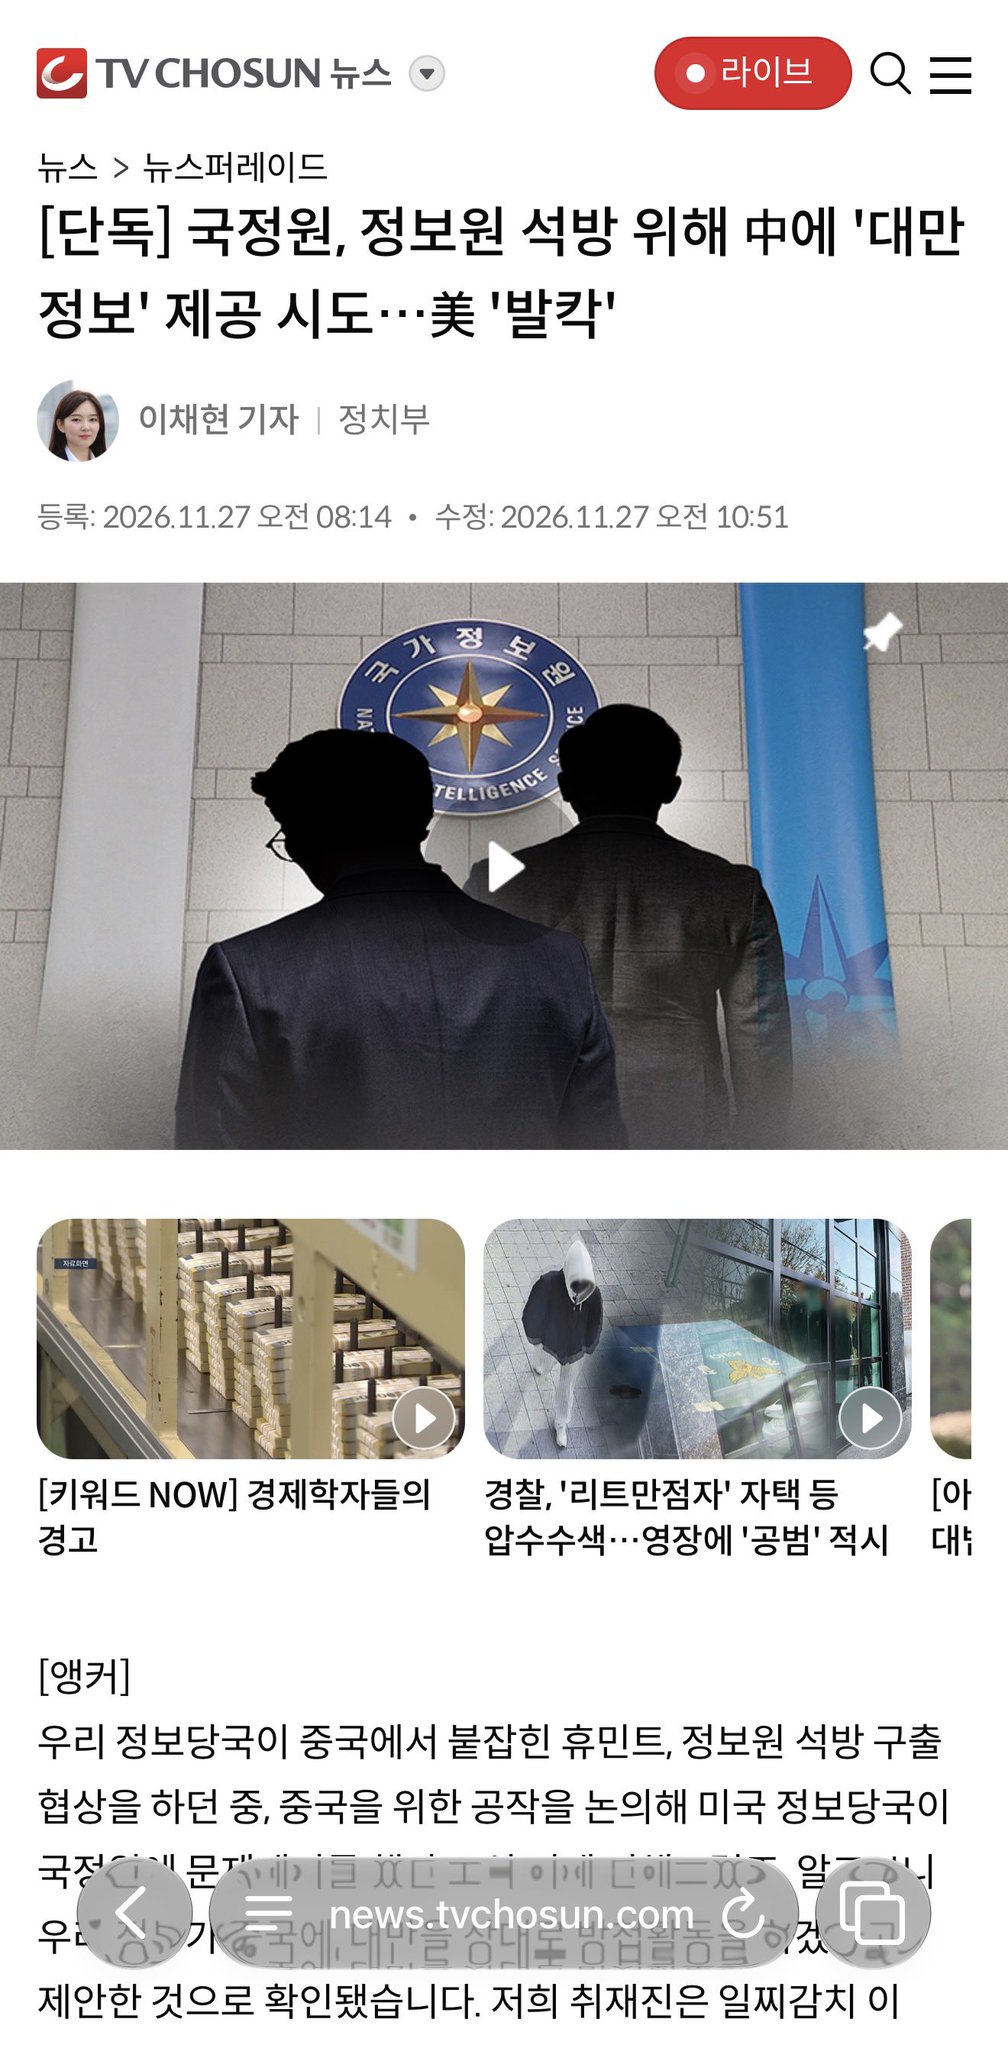 TV CHOSUN 뉴스
라이브
뉴스 > 뉴스퍼레이드
[단독] 국정원, 정보원 석방 위해 中에 '대만
정보' 제공 시도…美 '발칵'
이채현 기자 | 정치부
등록: 2026.11.27 오전 08:14 • 수정: 2026.11.27 오전 10:51
국가정보원
TELLIGENCE
자료화면
[키워드 NOW] 경제학자들의
경고
경찰, '리트만점자' 자택 등
압수수색…영장에 '공범' 적시
[아
[앵커]
우리 정보당국이 중국에서 붙잡힌 휴민트, 정보원 석방 구출
협상을 하던 중, 중국을 위한 공작을 논의해 미국 정보당국이
news.tvchosun.com
제안한 것으로 확인됐습니다. 저희 취재진은 일찌감치 이